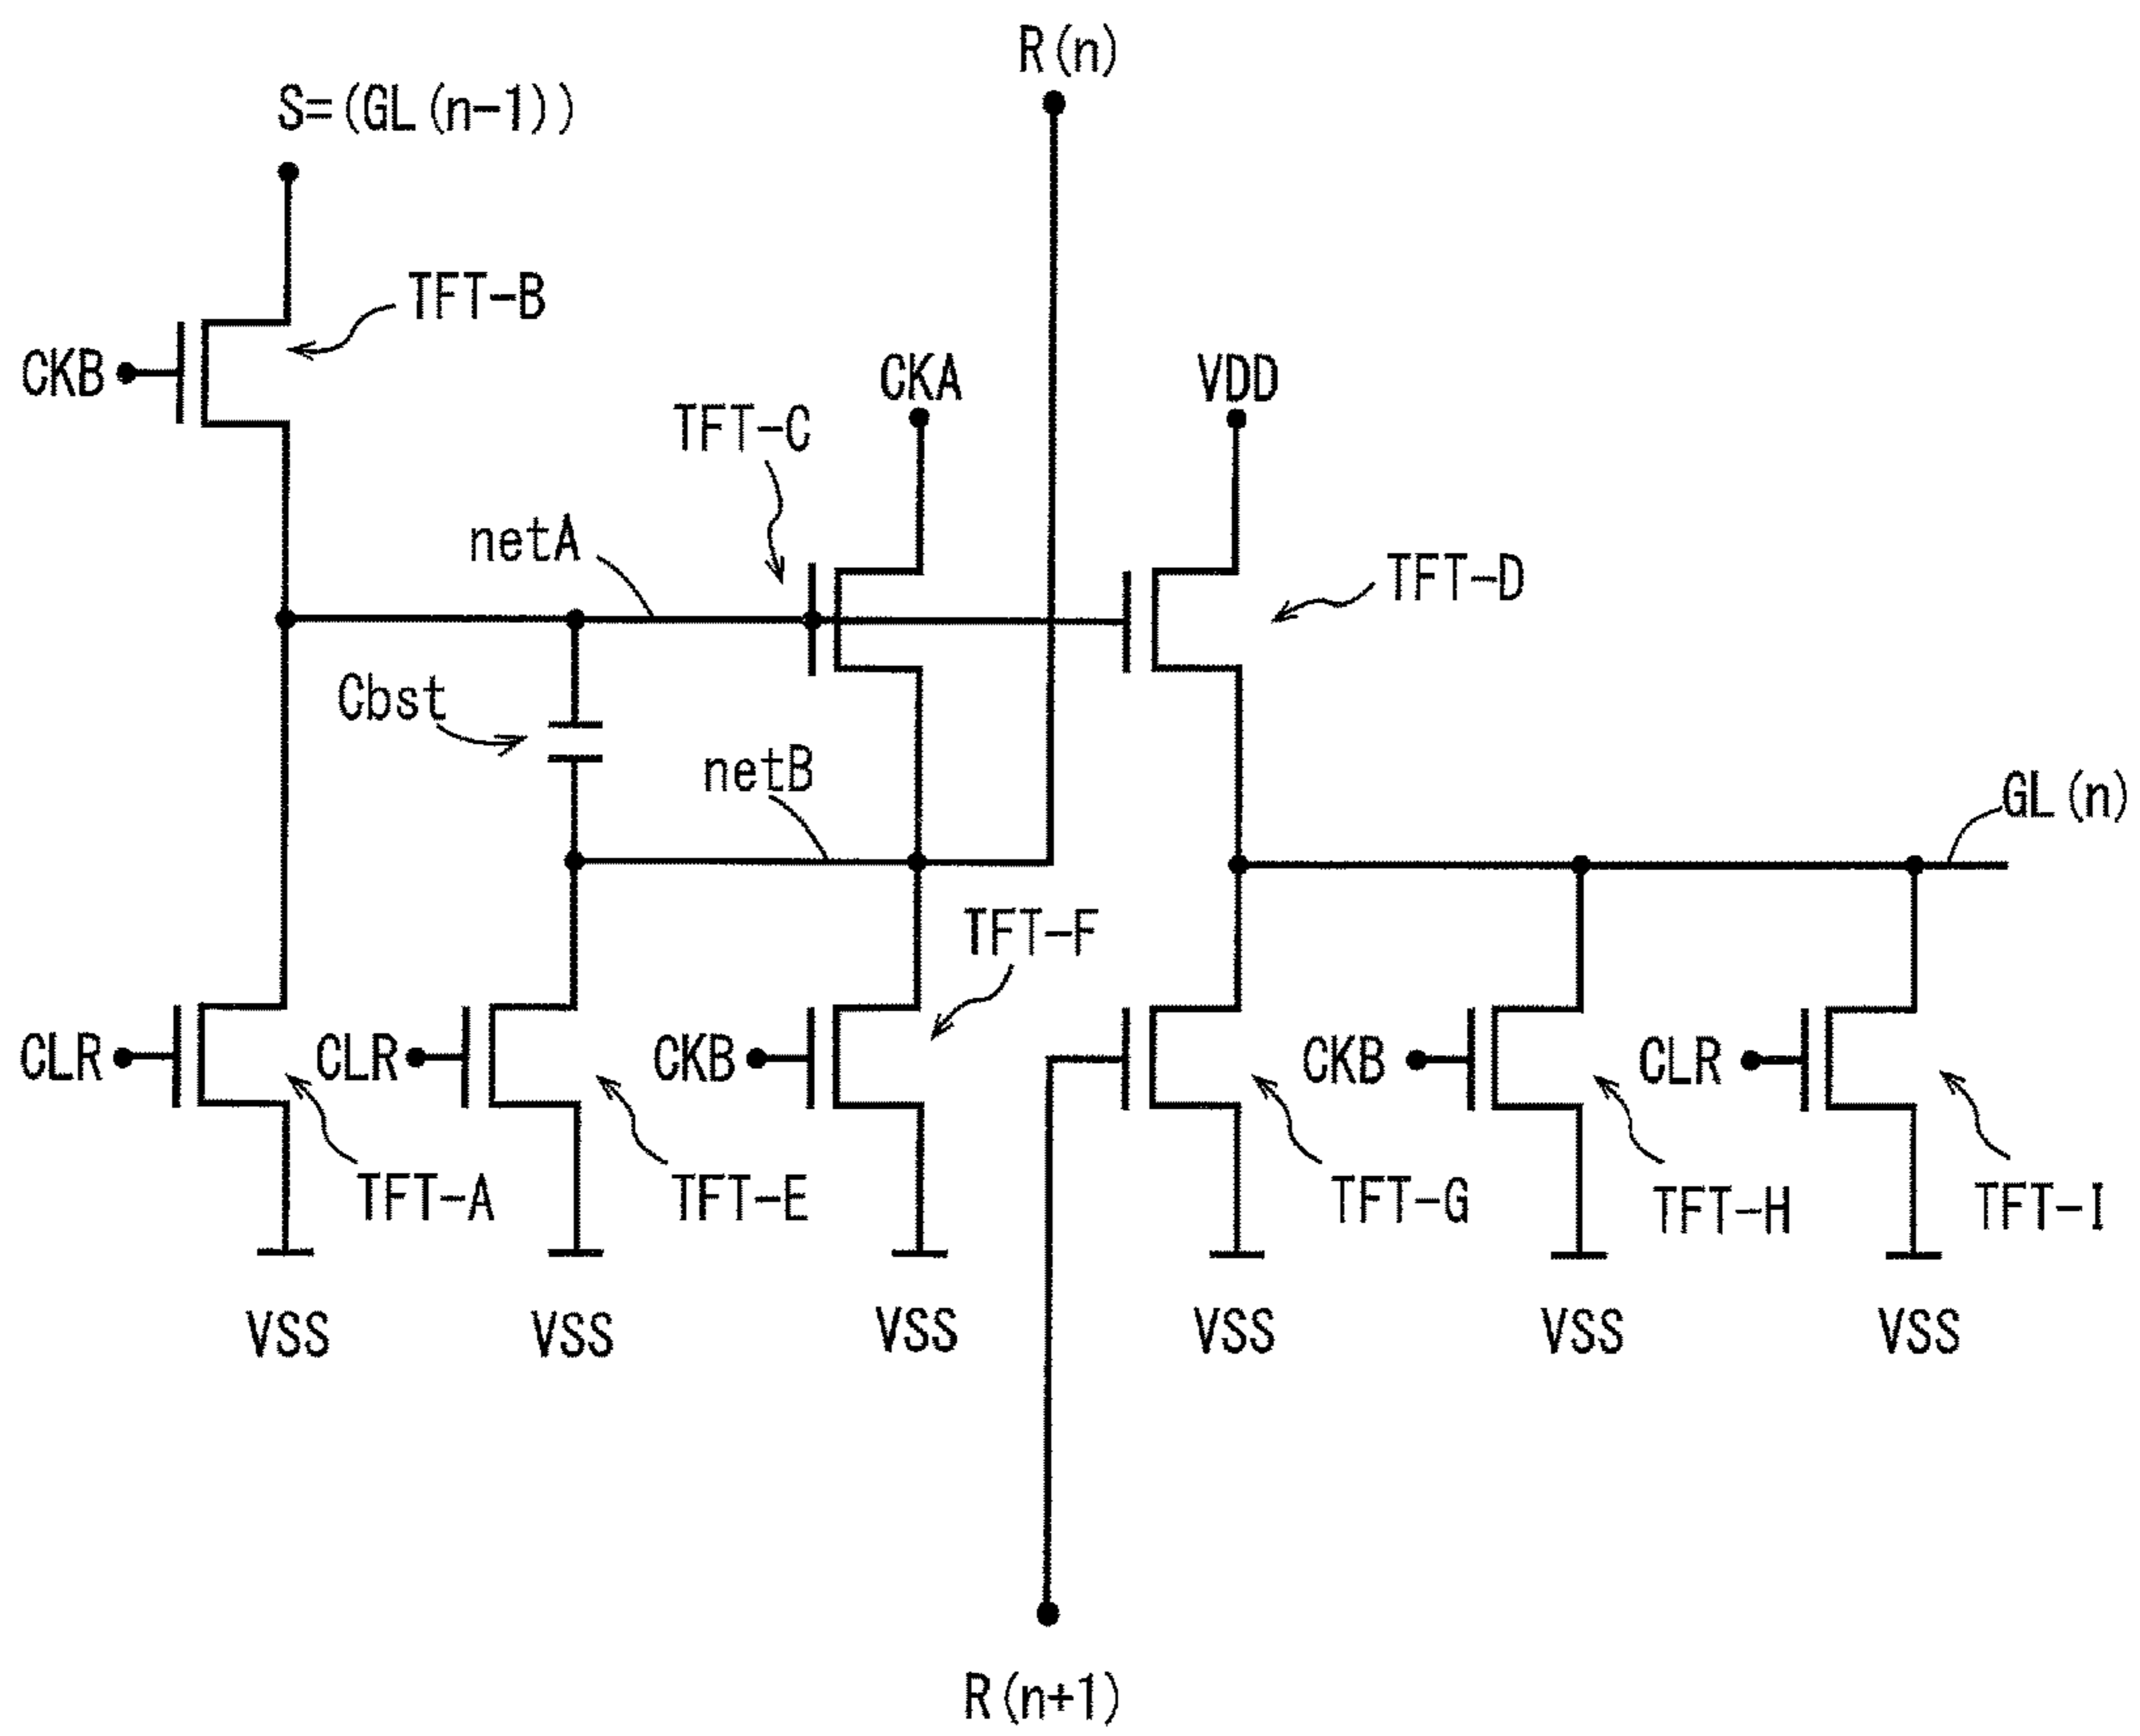 R(n)
S=(GL(n-1))
TFT-B
CKB
CKA
VDD
TFT-C
netA
TFT-D
Cbst
netB
GL(n)
TFT-F
CLR
CLR
CKB
CKB
CLR
TFT-A
TFT-E
TFT-G
TFT-H
TFT-I
VSS
VSS
VSS
VSS
VSS
VSS
R(n+1)